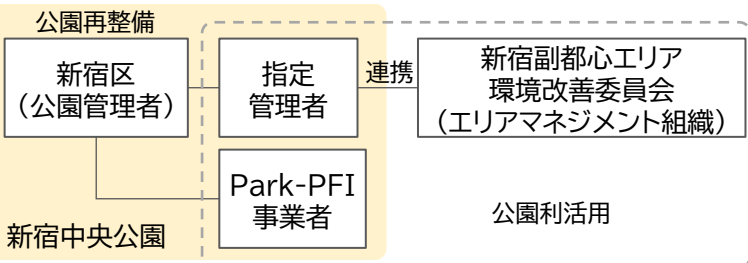 公園再整備
新宿区
（公園管理者）
指定
管理者
連携
新宿副都心エリア
環境改善委員会
（エリアマネジメント組織）
Park-PFI
事業者
新宿中央公園
公園利活用